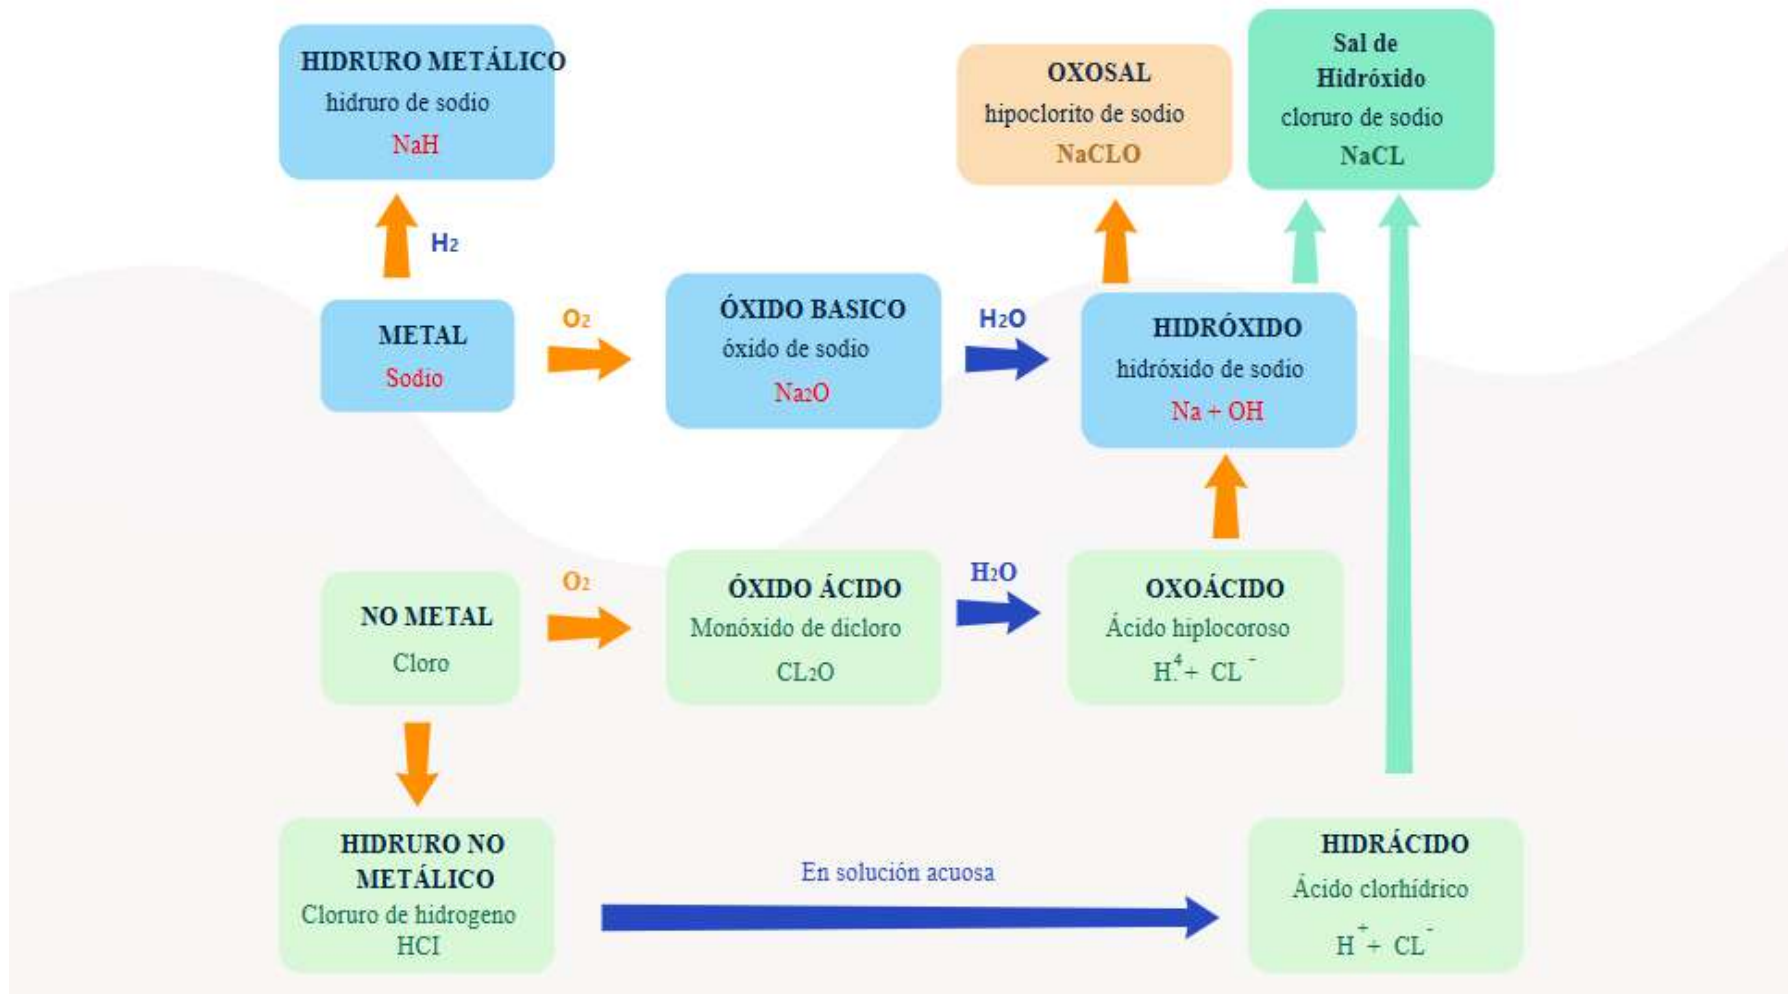 HIDRURO METÁLICO
hidruro de sodio
NaH
OXOSAL
hipoclorito de sodio
NaCLO
Sal de
Hidróxido
cloruro de sodio
NaCL
H2
METAL
Sodio
O2
ÓXIDO BASICO
óxido de sodio
Na2O
H2O
HIDRÓXIDO
hidróxido de sodio
Na + OH
NO METAL
Cloro
O2
ÓXIDO ÁCIDO
Monóxido de dicloro
CL2O
H2O
OXOÁCIDO
Ácido hiplocoroso
H.4+ CL-
HIDRURO NO
METÁLICO
Cloruro de hidrogeno
HCI
En solución acuosa
HIDRÁCIDO
Ácido clorhídrico
H++ CL-